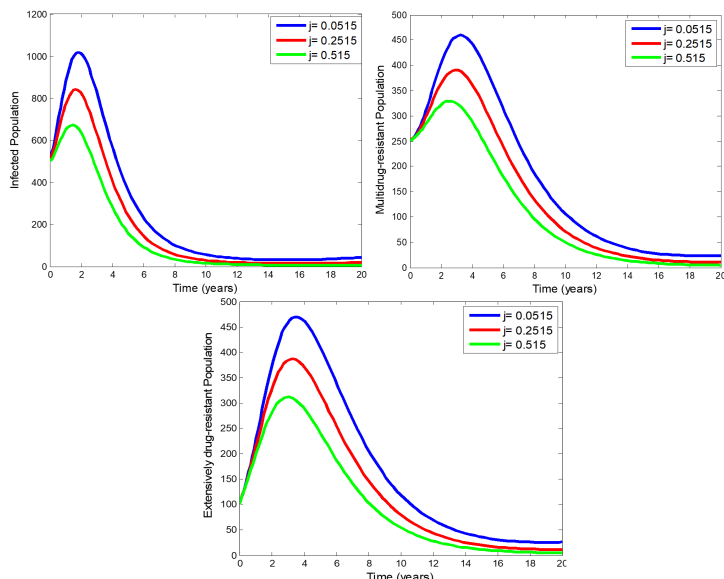 Infected Population
1200
1000
800
600
400
200
0
0 2 4 6 8 10 12 14 16 18 20
Time (years)
j= 0.0515
j= 0.2515
j= 0.515
Multidrug-resistant Population
500
450
400
350
300
250
200
150
100
50
0
0 2 4 6 8 10 12 14 16 18 20
Time (years)
j= 0.0515
j= 0.2515
j= 0.515
Extensively drug-resistant Population
500
450
400
350
300
250
200
150
100
50
0
0 2 4 6 8 10 12 14 16 18 20
Time (years)
j= 0.0515
j= 0.2515
j= 0.515